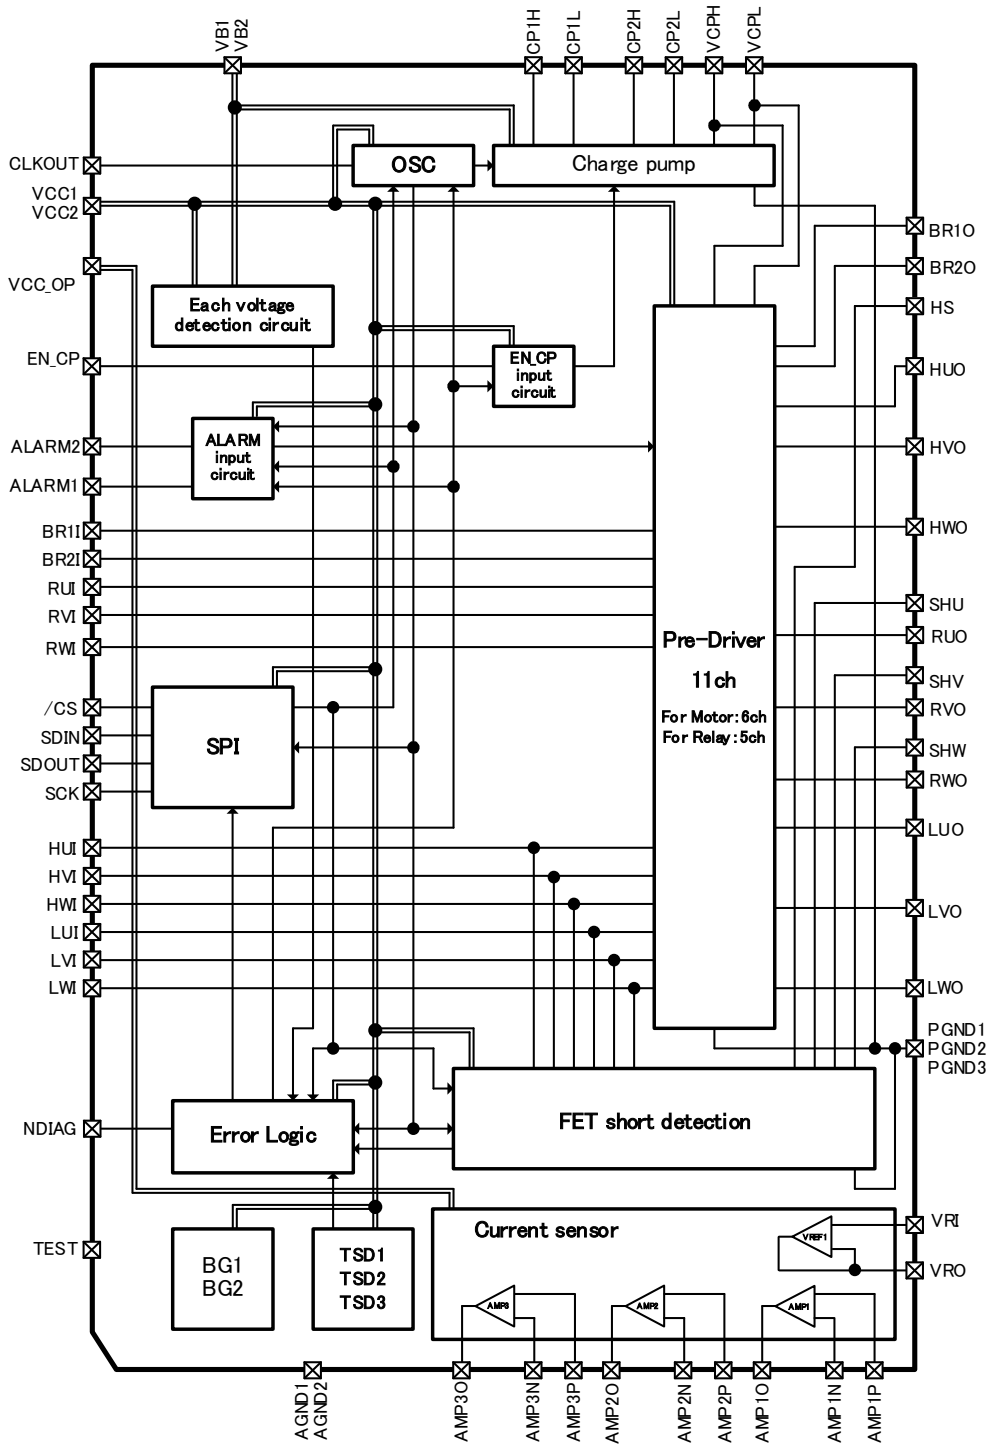 VB1
VB2
CP1H
CP1L
CP2H
CP2L
VCPH
VCPL
CLKOUT
VCC1
VCC2
VCC_OP
EN_CP
ALARM2
ALARM1
BR1I
BR2I
RUI
RVI
RWI
/CS
SDIN
SDOUT
SCK
HUI
HVI
HWI
LUI
LVI
LWI
NDIAG
TEST
OSC
Charge pump
Each voltage
detection circuit
EN_CP
input
circuit
ALARM
input
circuit
SPI
Pre-Driver
11ch
For Motor:6ch
For Relay:5ch
Error Logic
FET short detection
BG1
BG2
TSD1
TSD2
TSD3
Current sensor
VREF1
AMP3
AMP2
AMP1
BR1O
BR2O
HS
HUO
HVO
HWO
SHU
RUO
SHV
RVO
SHW
RWO
LUO
LVO
LWO
PGND1
PGND2
PGND3
VRI
VRO
AGND1
AGND2
AMP3O
AMP3N
AMP3P
AMP2O
AMP2N
AMP2P
AMP1O
AMP1N
AMP1P